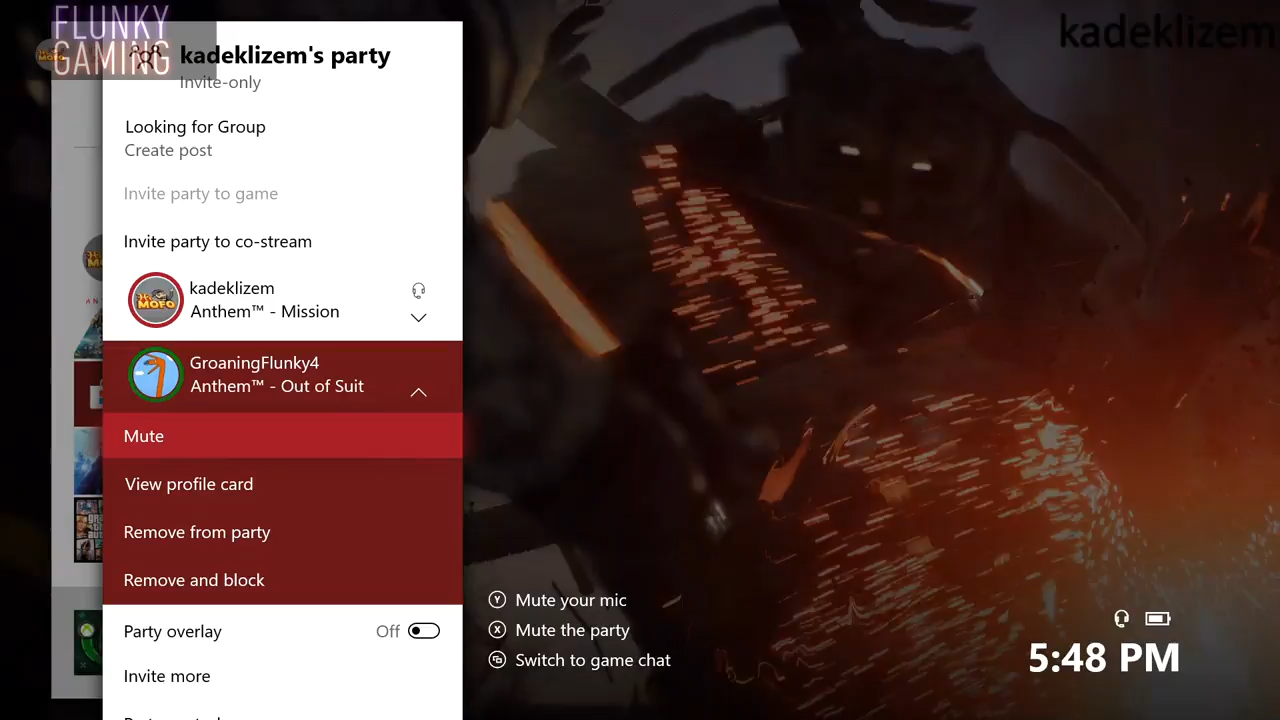 FLUNKY
GAMING
kadeklizem
kadeklizem's party
Invite-only
Looking for Group
Create post
Invite party to game
Invite party to co-stream
kadeklizem
Anthem™ - Mission
MOFO
GroaningFlunky4
Anthem™ - Out of Suit
Mute
View profile card
Remove from party
Remove and block
Party overlay
Off
Invite more
Mute your mic
Mute the party
Switch to game chat
5:48 PM